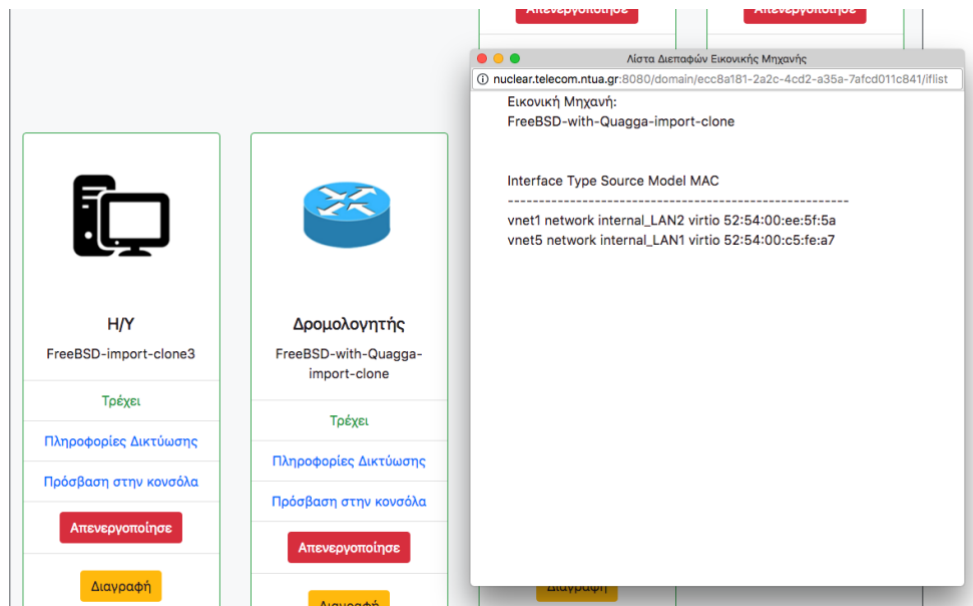 Απενεργοποίησε
Απενεργοποίησε
Λίστα Διεπαφών Εικονικής Μηχανής
nuclear.telecom.ntua.gr:8080/domain/ecc8a181-2a2c-4cd2-a35a-7afcd011c841/iflist
Εικονική Μηχανή:
FreeBSD-with-Quagga-import-clone
Interface Type Source Model MAC
------------------------------------------------------
vnet1 network internal_LAN2 virtio 52:54:00:ee:5f:5a
vnet5 network internal_LAN1 virtio 52:54:00:c5:fe:a7
Η/Υ
FreeBSD-import-clone3
Τρέχει
Πληροφορίες Δικτύωσης
Πρόσβαση στην κονσόλα
Απενεργοποίησε
Διαγραφή
Δρομολογητής
FreeBSD-with-Quagga-
import-clone
Τρέχει
Πληροφορίες Δικτύωσης
Πρόσβαση στην κονσόλα
Απενεργοποίησε
Διαγραφή
Διαγραφή